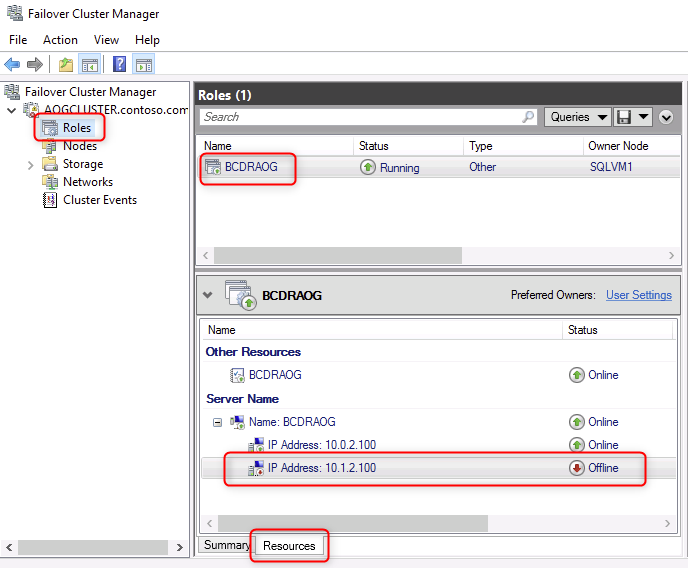 Failover Cluster Manager
File Action View Help
Failover Cluster Manager
AOGCLUSTER.contoso.com
Roles
Nodes
Storage
Networks
Cluster Events
Roles (1)
Search
Queries
Name Status Type Owner Node
BCDRAOG Running Other SQLVM1
BCDRAOG Preferred Owners: User Settings
Name Status
Other Resources
BCDRAOG Online
Server Name
Name: BCDRAOG Online
IP Address: 10.0.2.100 Online
IP Address: 10.1.2.100 Offline
Summary Resources